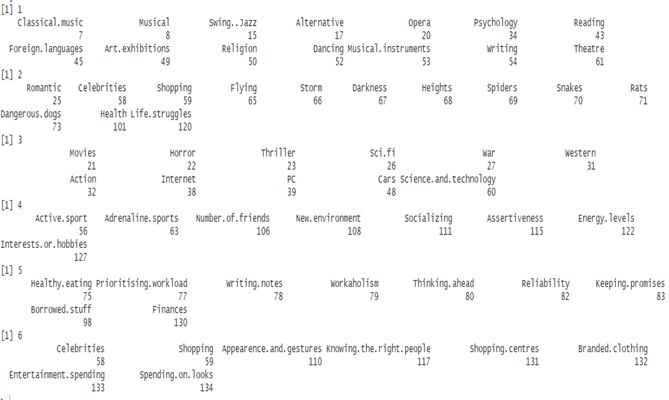 [1] 1
Classical.music Musical Swing..Jazz Alternative Opera Psychology Reading
7 8 15 17 20 34 43
Foreign.languages Art.exhibitions Religion Dancing Musical.instruments Writing Theatre
45 49 50 52 53 54 61
[1] 2
Romantic Celebrities Shopping Flying Storm Darkness Heights Spiders Snakes Rats
25 58 59 65 66 67 68 69 70 71
Dangerous.dogs Health Life.struggles
73 101 120
[1] 3
Movies Horror Thriller Sci.fi War Western
21 22 23 26 27 31
Action Internet PC Cars Science.and.technology
32 38 39 48 60
[1] 4
Active.sport Adrenaline.sports Number.of.friends New.environment Socializing Assertiveness Energy.levels
56 63 106 108 111 115 122
Interests.or.hobbies
127
[1] 5
Healthy.eating Prioritising.workload Writing.notes Workaholism Thinking.ahead Reliability Keeping.promises
75 77 78 79 80 82 83
Borrowed.stuff Finances
98 130
[1] 6
Celebrities Shopping Appearence.and.gestures Knowing.the.right.people Shopping.centres Branded.clothing
58 59 110 117 131 132
Entertainment.spending Spending.on.looks
133 134